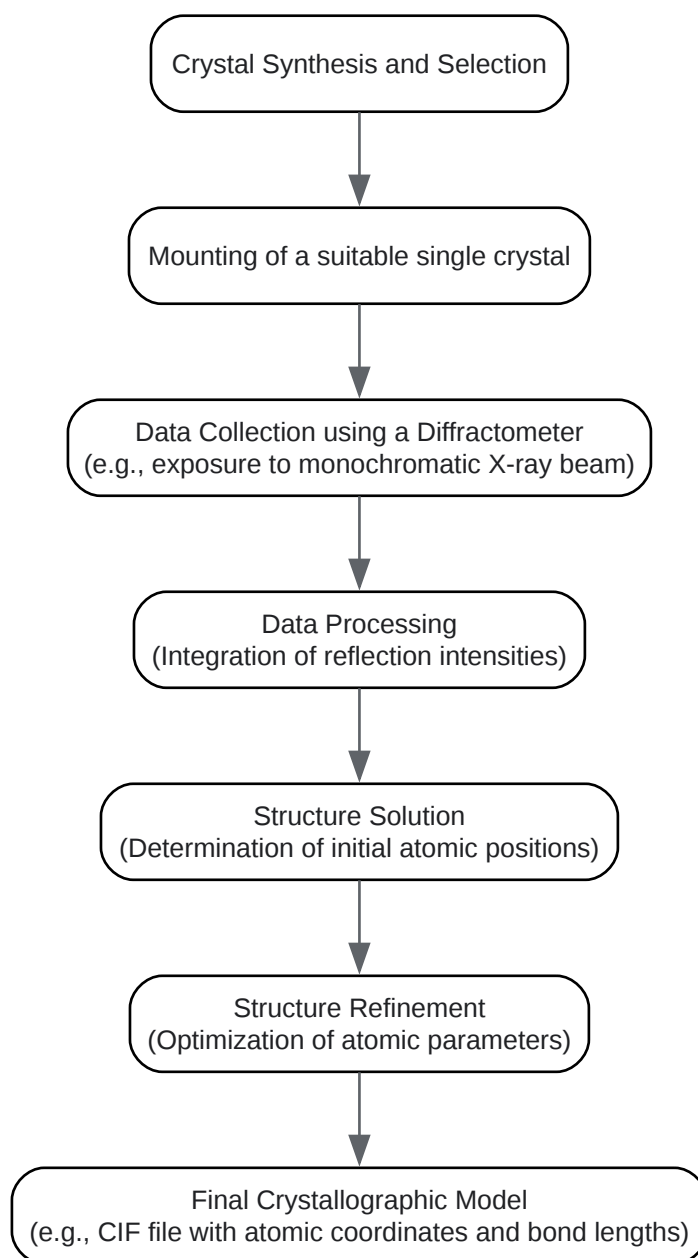 Crystal Synthesis and Selection
Mounting of a suitable single crystal
Data Collection using a Diffractometer
(e.g., exposure to monochromatic X-ray beam)
Data Processing
(Integration of reflection intensities)
Structure Solution
(Determination of initial atomic positions)
Structure Refinement
(Optimization of atomic parameters)
Final Crystallographic Model
(e.g., CIF file with atomic coordinates and bond lengths)